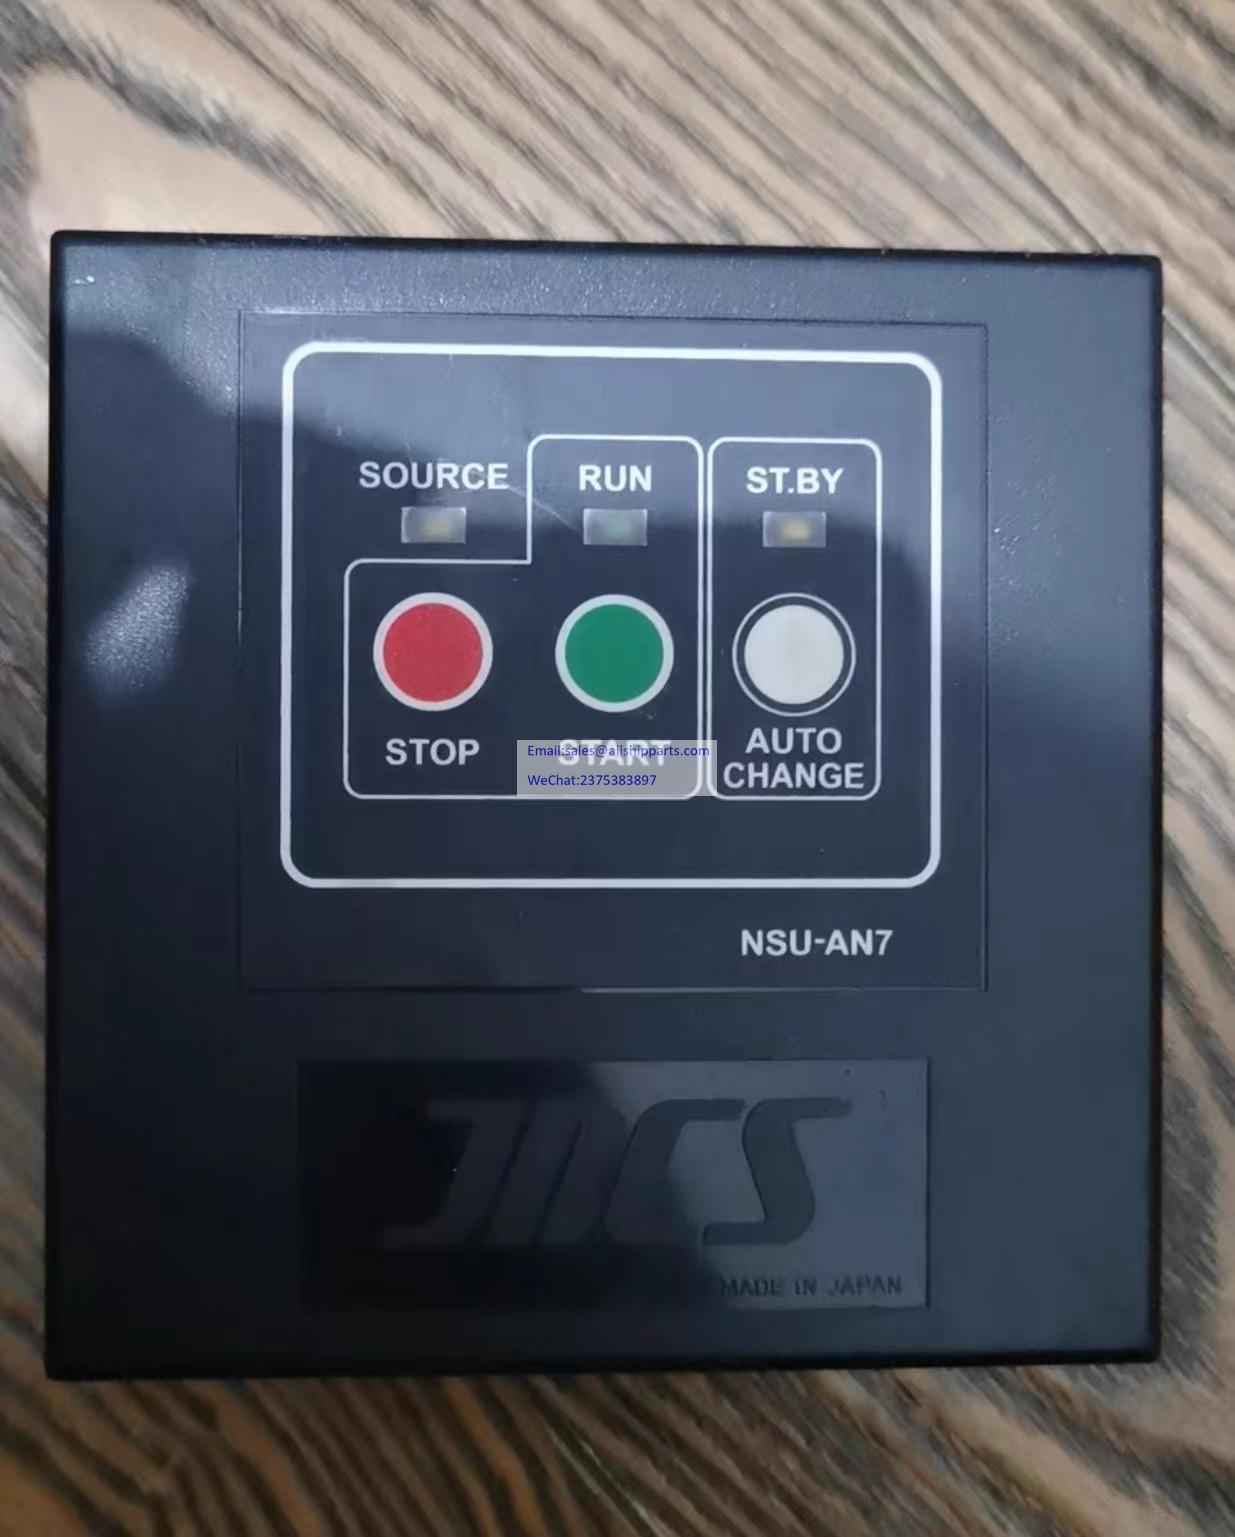 SOURCE RUN ST.BY
STOP START AUTO
CHANGE
Email:sales@allshipparts.com
WeChat:2375383897
NSU-AN7
JRCS
MADE IN JAPAN